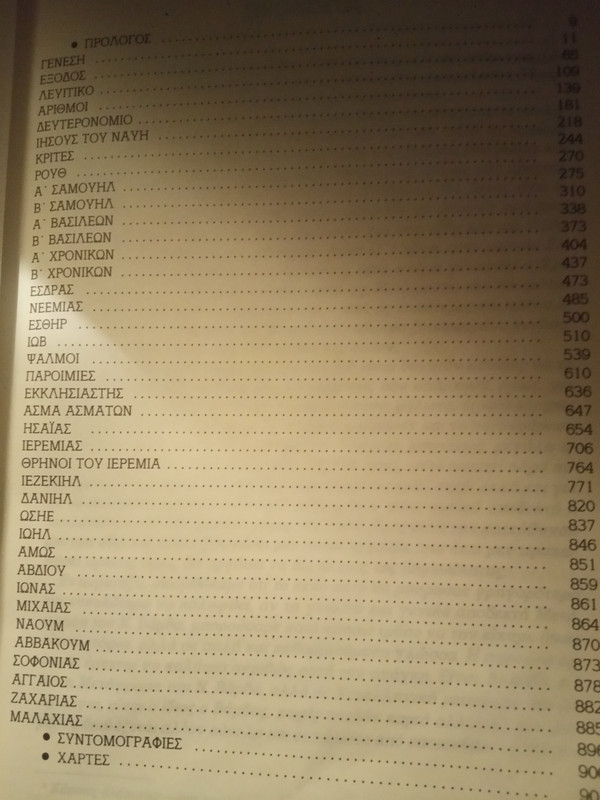 • ΠΡΟΛΟΓΟΣ 9
ΓΕΝΕΣΗ 11
ΕΞΟΔΟΣ 65
ΛΕΥΙΤΙΚΟ 109
ΑΡΙΘΜΟΙ 139
ΔΕΥΤΕΡΟΝΟΜΙΟ 181
ΙΗΣΟΥΣ ΤΟΥ ΝΑΥΗ 218
ΚΡΙΤΕΣ 244
ΡΟΥΘ 270
Α΄ ΣΑΜΟΥΗΛ 275
Β΄ ΣΑΜΟΥΗΛ 310
Α΄ ΒΑΣΙΛΕΩΝ 338
Β΄ ΒΑΣΙΛΕΩΝ 373
Α΄ ΧΡΟΝΙΚΩΝ 404
Β΄ ΧΡΟΝΙΚΩΝ 437
ΕΣΔΡΑΣ 473
ΝΕΕΜΙΑΣ 485
ΕΣΘΗΡ 500
ΙΩΒ 510
ΨΑΛΜΟΙ 539
ΠΑΡΟΙΜΙΕΣ 610
ΕΚΚΛΗΣΙΑΣΤΗΣ 636
ΑΣΜΑ ΑΣΜΑΤΩΝ 647
ΗΣΑΪΑΣ 654
ΙΕΡΕΜΙΑΣ 706
ΘΡΗΝΟΙ ΤΟΥ ΙΕΡΕΜΙΑ 764
ΙΕΖΕΚΙΗΛ 771
ΔΑΝΙΗΛ 820
ΩΣΗΕ 837
ΙΩΗΛ 846
ΑΜΩΣ 851
ΑΒΔΙΟΥ 859
ΙΩΝΑΣ 861
ΜΙΧΑΙΑΣ 864
ΝΑΟΥΜ 870
ΑΒΒΑΚΟΥΜ 873
ΣΟΦΟΝΙΑΣ 878
ΑΓΓΑΙΟΣ 882
ΖΑΧΑΡΙΑΣ 885
ΜΑΛΑΧΙΑΣ 896
• ΣΥΝΤΟΜΟΓΡΑΦΙΕΣ
• ΧΑΡΤΕΣ